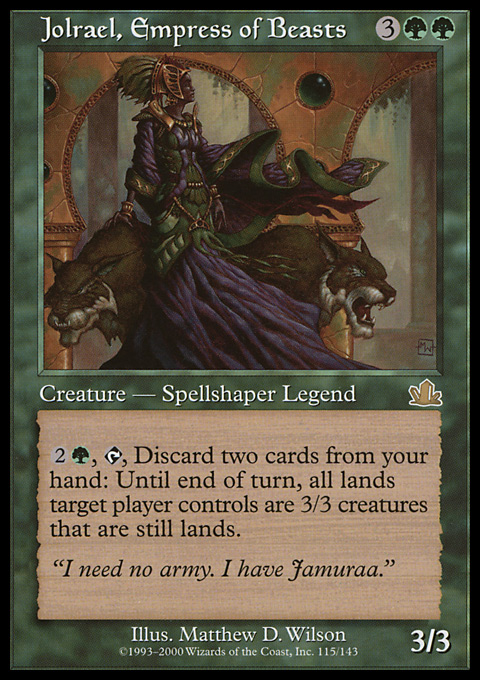 Jolrael, Empress of Beasts 3
MW
Creature — Spellshaper Legend
2 , , Discard two cards from your
hand: Until end of turn, all lands
target player controls are 3/3 creatures
that are still lands.
“I need no army. I have Jamuraa.”
Illus. Matthew D. Wilson
©1993–2000 Wizards of the Coast, Inc. 115/143
3/3